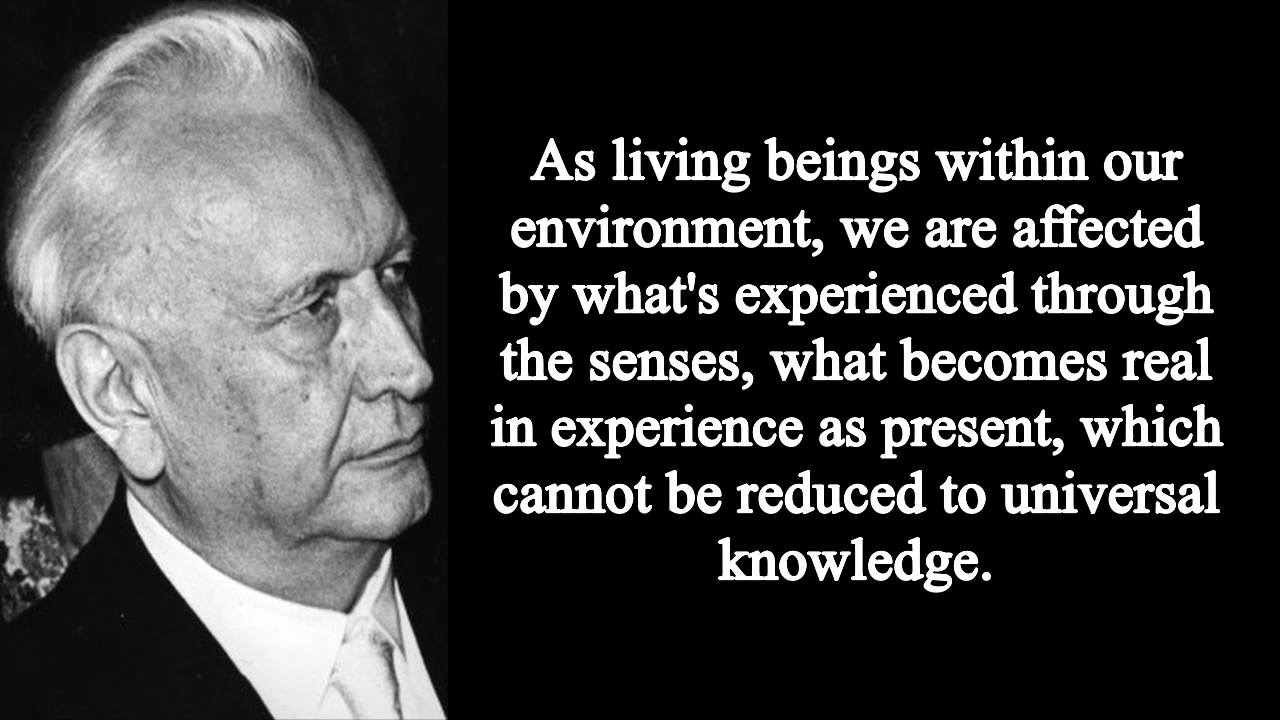 As living beings within our
environment, we are affected
by what's experienced through
the senses, what becomes real
in experience as present, which
cannot be reduced to universal
knowledge.